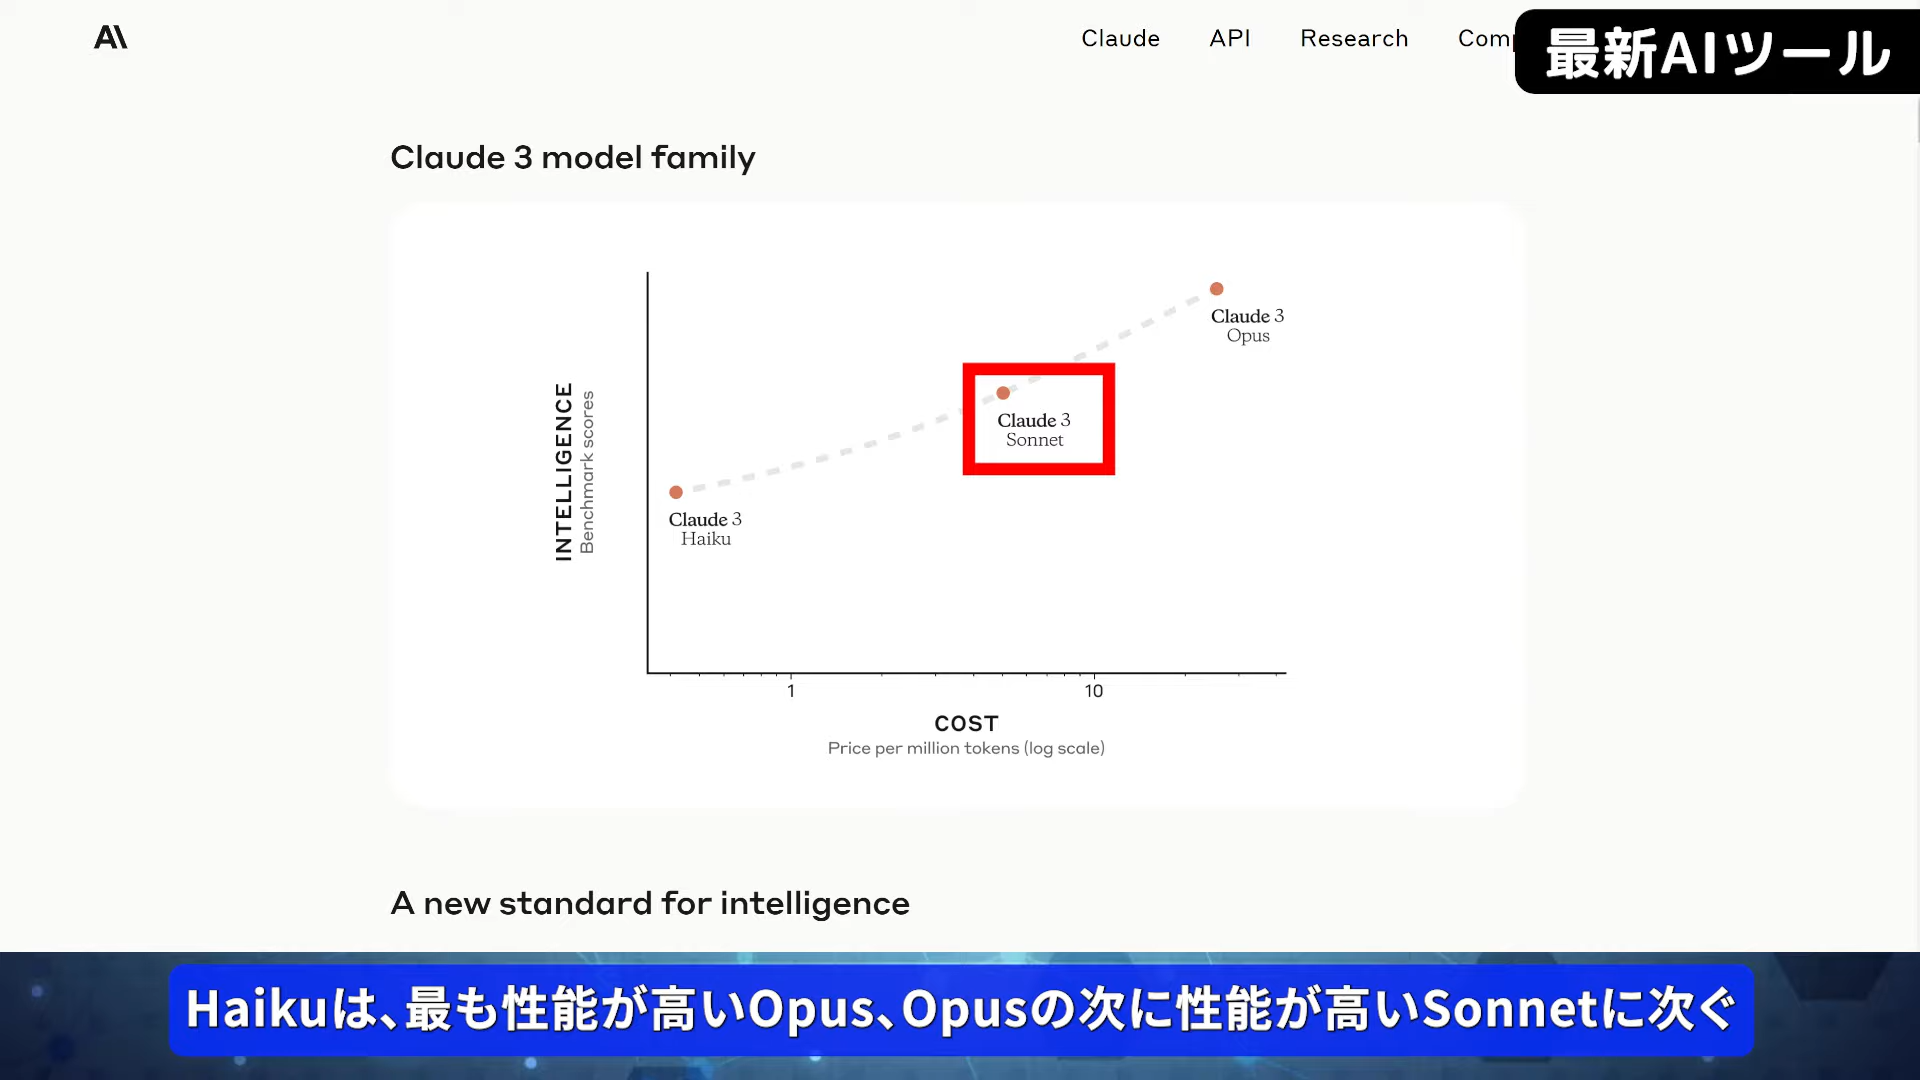 Claude API Research Comp
最新AIツール
Claude 3 model family
Claude 3
Opus
Claude 3
Sonnet
Claude 3
Haiku
INTELLIGENCE
Benchmark scores
1 10
COST
Price per million tokens (log scale)
A new standard for intelligence
Haikuは、最も性能が高いOpus、Opusの次に性能が高いSonnetに次ぐ